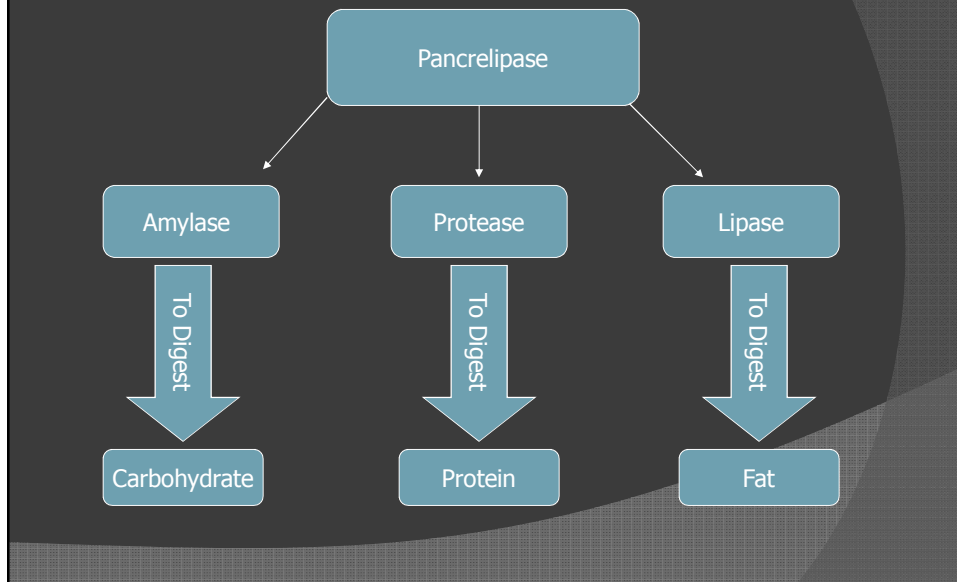 Pancrelipase
Amylase
Protease
Lipase
To Digest
To Digest
To Digest
Carbohydrate
Protein
Fat